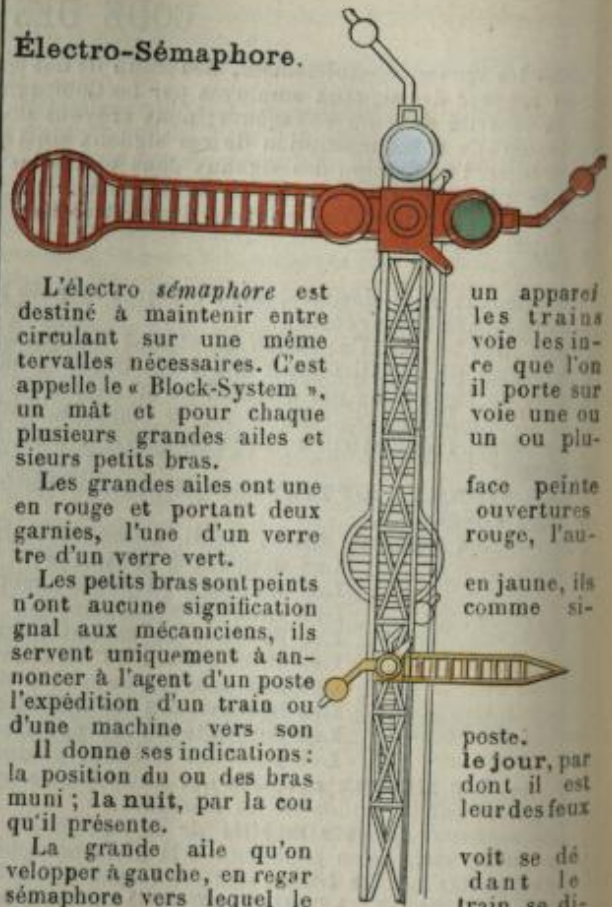 Électro-Sémaphore.
L'électro sémaphore est un appareil
destiné à maintenir entre les trains
circulant sur une même voie les in-
tervalles nécessaires. C'est re que l'on
appelle le « Block-System », il porte sur
un mât et pour chaque voie une ou
plusieurs grandes ailes et un ou plu-
sieurs petits bras.
Les grandes ailes ont une face peinte
en rouge et portant deux ouvertures
garnies, l'une d'un verre rouge, l'au-
tre d'un verre vert.
Les petits bras sont peints en jaune, ils
n'ont aucune signification comme si-
gnal aux mécaniciens, ils
servent uniquement à an-
noncer à l'agent d'un poste
l'expédition d'un train ou
d'une machine vers son poste.
Il donne ses indications : le jour, par
la position du ou des bras dont il est
muni ; la nuit, par la cou leur des feux
qu'il présente.
La grande aile qu'on voit se dé
velopper à gauche, en regar dant le
sémaphore vers lequel le train se di-